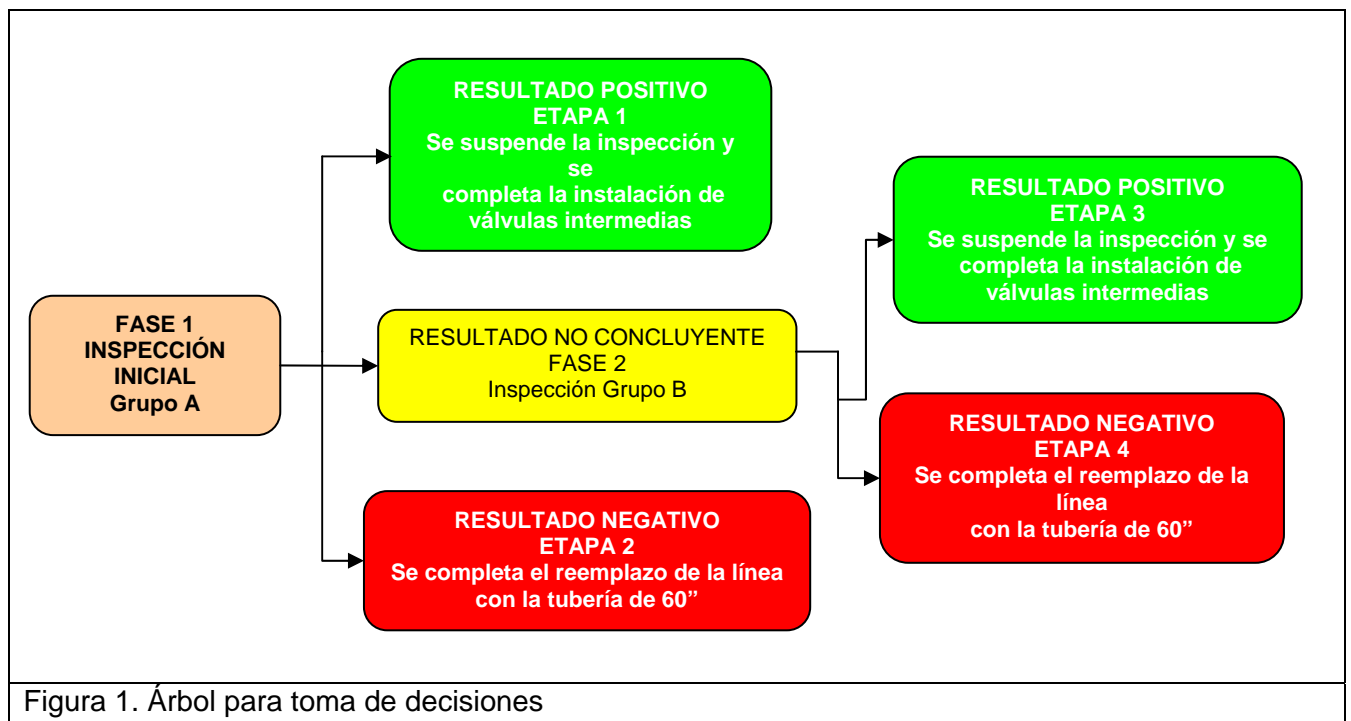 RESULTADO POSITIVO
ETAPA 1
Se suspende la inspección y
se
completa la instalación de
válvulas intermedias
RESULTADO POSITIVO
ETAPA 3
Se suspende la inspección y se
completa la instalación de
válvulas intermedias
FASE 1
INSPECCIÓN
INICIAL
Grupo A
RESULTADO NO CONCLUYENTE
FASE 2
Inspección Grupo B
RESULTADO NEGATIVO
ETAPA 4
Se completa el reemplazo de la
línea
con la tubería de 60”
RESULTADO NEGATIVO
ETAPA 2
Se completa el reemplazo de la línea
con la tubería de 60”
Figura 1. Árbol para toma de decisiones